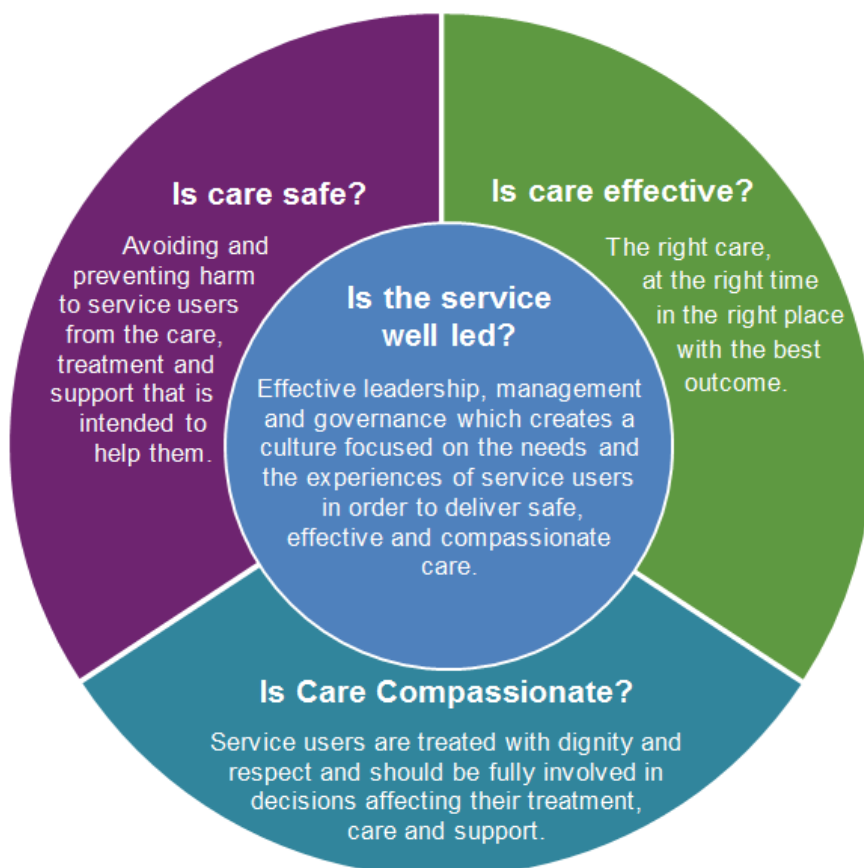 Is care safe?
Avoiding and
preventing harm
to service users
from the care,
treatment and
support that is
intended to
help them.
Is care effective?
The right care,
at the right time
in the right place
with the best
outcome.
Is the service
well led?
Effective leadership, management
and governance which creates a
culture focused on the needs and
the experiences of service users
in order to deliver safe,
effective and compassionate
care.
Is Care Compassionate?
Service users are treated with dignity and
respect and should be fully involved in
decisions affecting their treatment,
care and support.